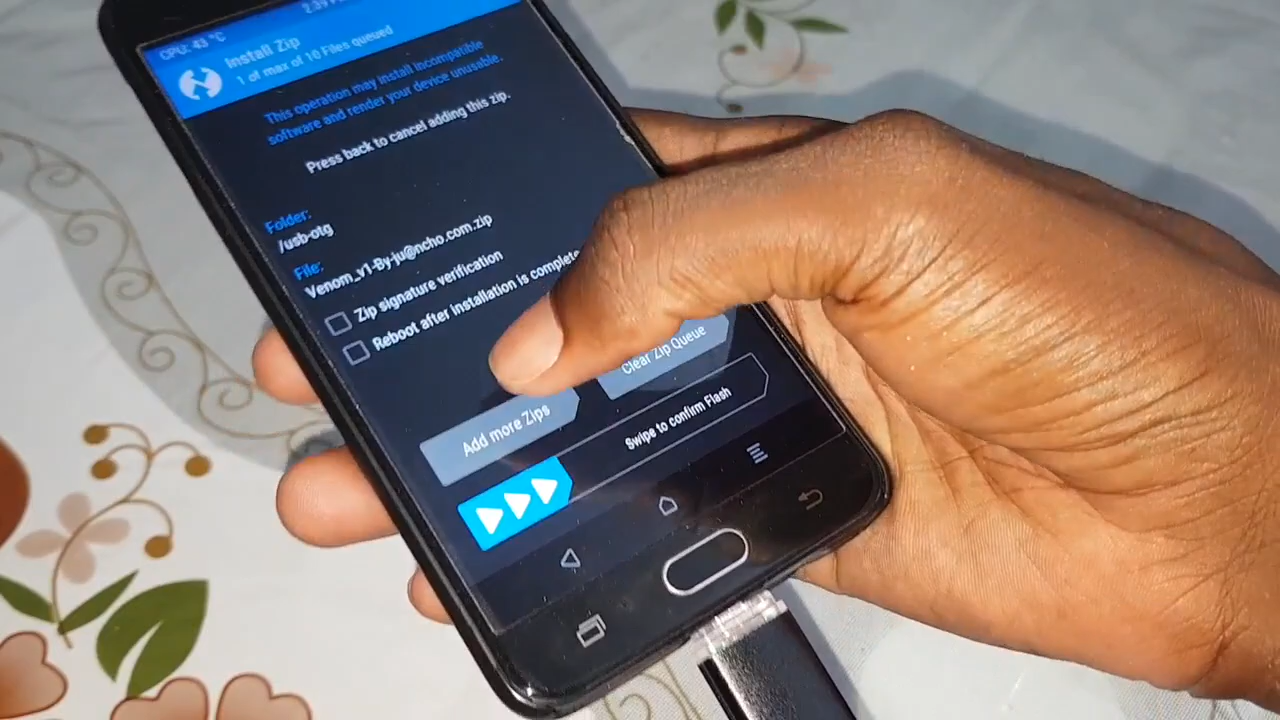 CPU: 43 °C
Install Zip
1 of max of 10 Files queued
This operation may install incompatible
software and render your device unusable.
Press back to cancel adding this zip.
Folder:
/usb-otg
File:
Venom_v1-By-ju@ncho.com.zip
Zip signature verification
Reboot after installation is complete
Clear Zip Queue
Add more Zips
Swipe to confirm Flash